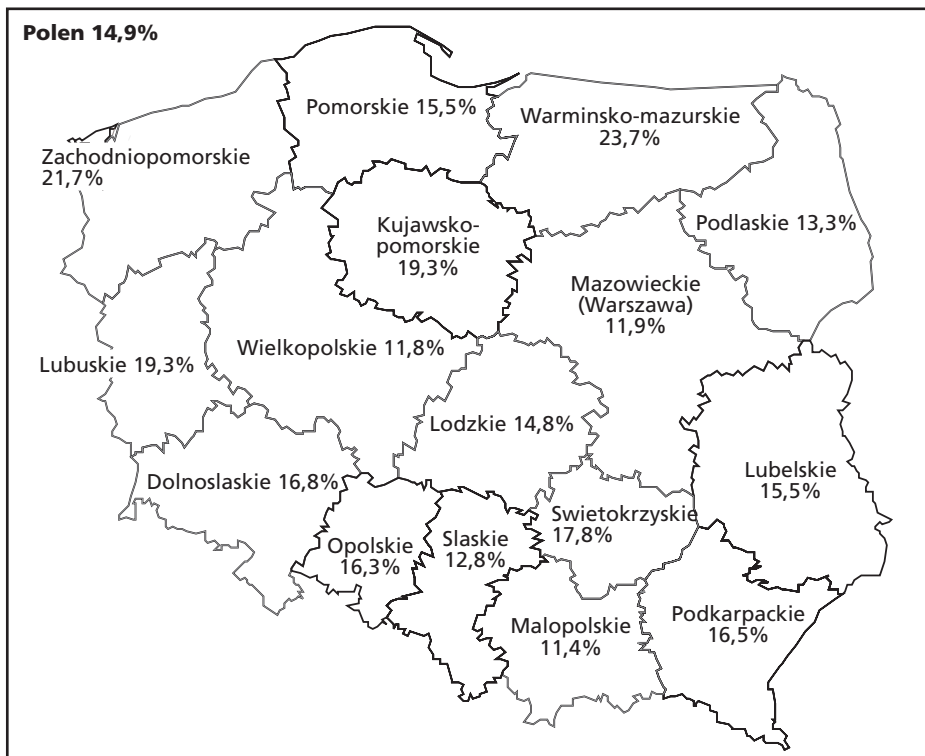 Polen 14,9%
Pomorskie 15,5%
Warminsko-mazurskie
23,7%
Zachodniopomorskie
21,7%
Podlaskie 13,3%
Kujawsko-
pomorskie
19,3%
Mazowieckie
(Warszawa)
11,9%
Wielkopolskie 11,8%
Lubuskie 19,3%
Lodzkie 14,8%
Lubelskie
15,5%
Dolnoslaskie 16,8%
Swietokrzyskie
17,8%
Opolskie
16,3%
Slaskie
12,8%
Podkarpackie
16,5%
Malopolskie
11,4%